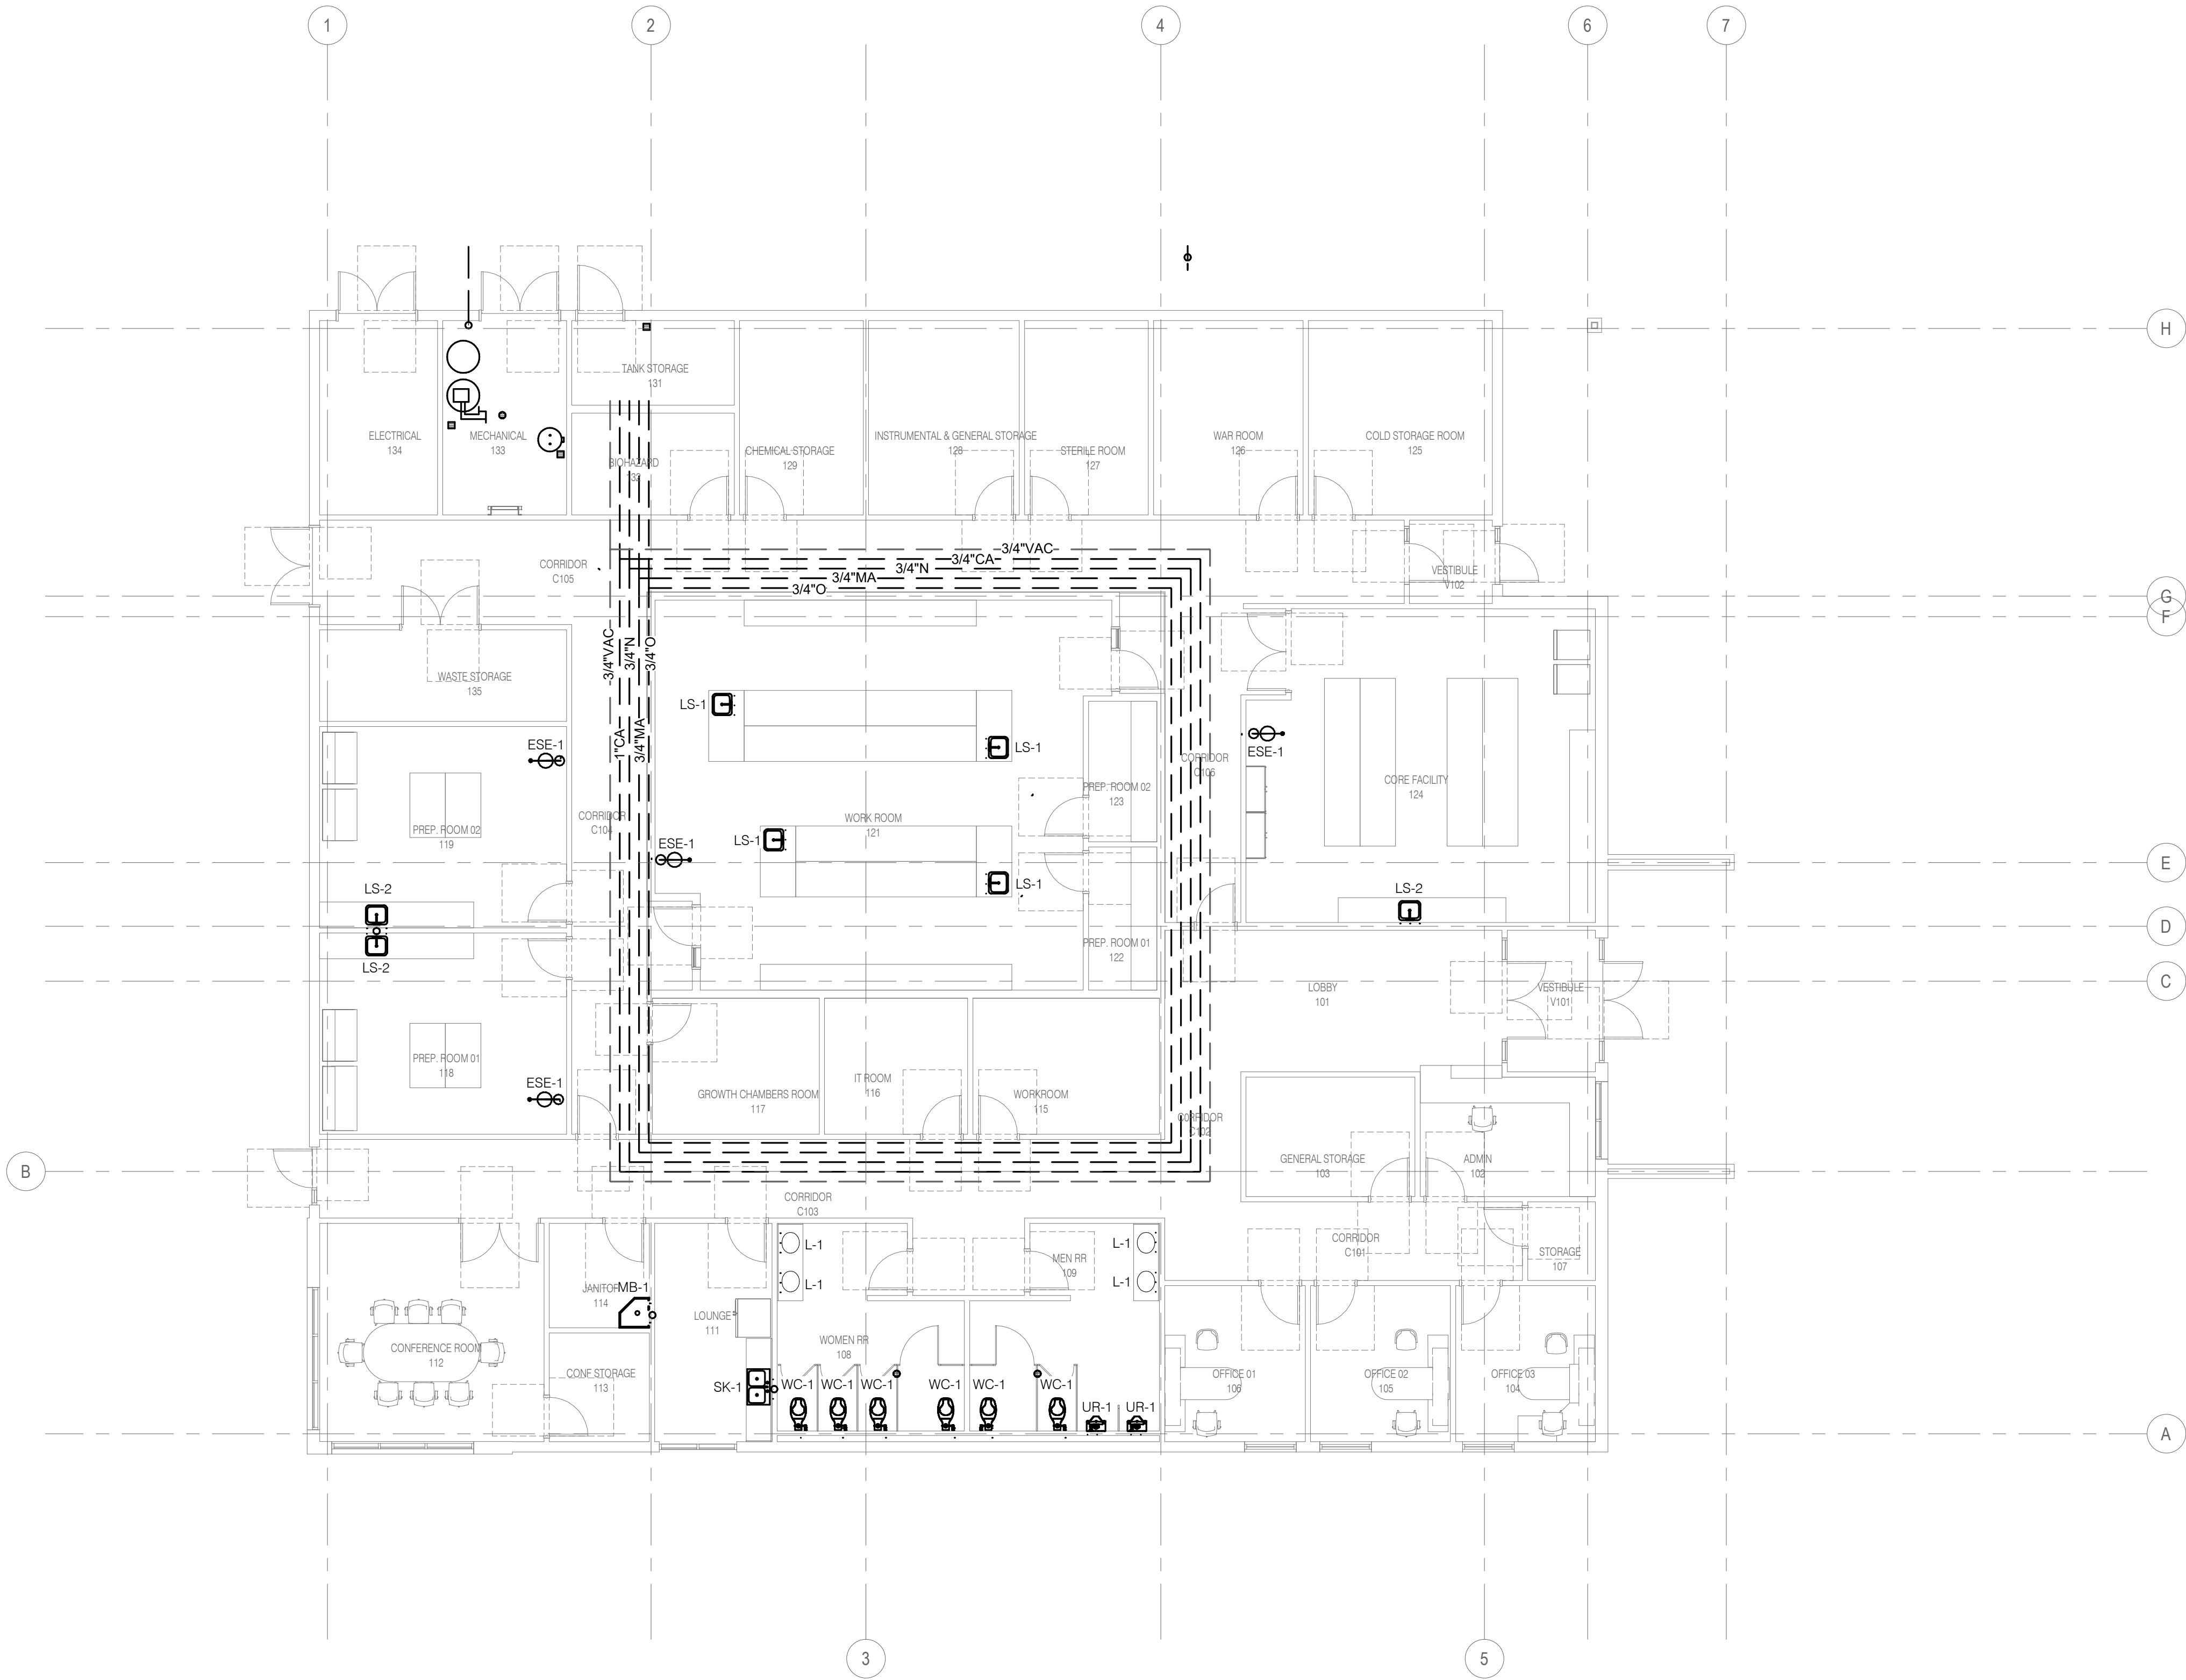 1
2
4
6
7
H
TANK STORAGE
131
ELECTRICAL
134
MECHANICAL
133
BIOHAZARD
132
CHEMICAL STORAGE
129
INSTRUMENTAL & GENERAL STORAGE
128
STERILE ROOM
127
WAR ROOM
126
COLD STORAGE ROOM
125
3/4"VAC
3/4"CA
3/4"N
3/4"MA
3/4"O
CORRIDOR
C105
VESTIBULE
V102
G
F
3/4"VAC
3/4"N
3/4"O
1"CA
3/4"MA
WASTE STORAGE
135
LS-1
LS-1
ESE-1
ESE-1
CORRIDOR
C106
CORE FACILITY
124
PREP. ROOM 02
123
PREP. ROOM 02
119
CORRIDOR
C104
WORK ROOM
121
LS-1
ESE-1
LS-1
E
LS-2
LS-2
D
PREP. ROOM 01
122
LS-2
C
LOBBY
101
VESTIBULE
V101
PREP. ROOM 01
118
ESE-1
GROWTH CHAMBERS ROOM
117
IT ROOM
116
WORKROOM
115
CORRIDOR
C102
GENERAL STORAGE
103
ADMIN
102
B
CORRIDOR
C103
L-1
L-1
L-1
L-1
MEN RR
109
CORRIDOR
C101
STORAGE
107
JANITOR
114
MB-1
LOUNGE
111
CONFERENCE ROOM
112
CONF STORAGE
113
WOMEN RR
108
SK-1
WC-1
WC-1
WC-1
WC-1
WC-1
WC-1
UR-1
UR-1
OFFICE 01
106
OFFICE 02
105
OFFICE 03
104
A
3
5